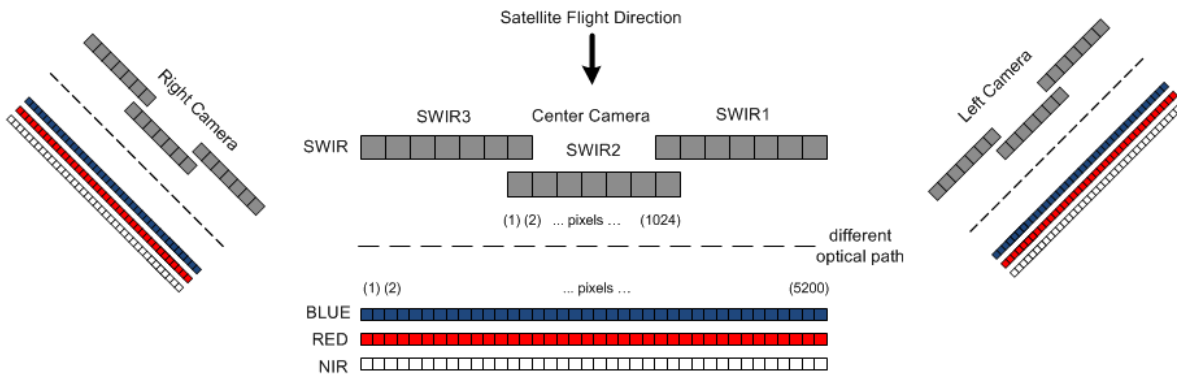 Satellite Flight Direction
Right Camera
Left Camera
SWIR3
Center Camera
SWIR1
SWIR
SWIR2
(1) (2) ... pixels ... (1024)
different
optical path
(1) (2) ... pixels ... (5200)
BLUE
RED
NIR